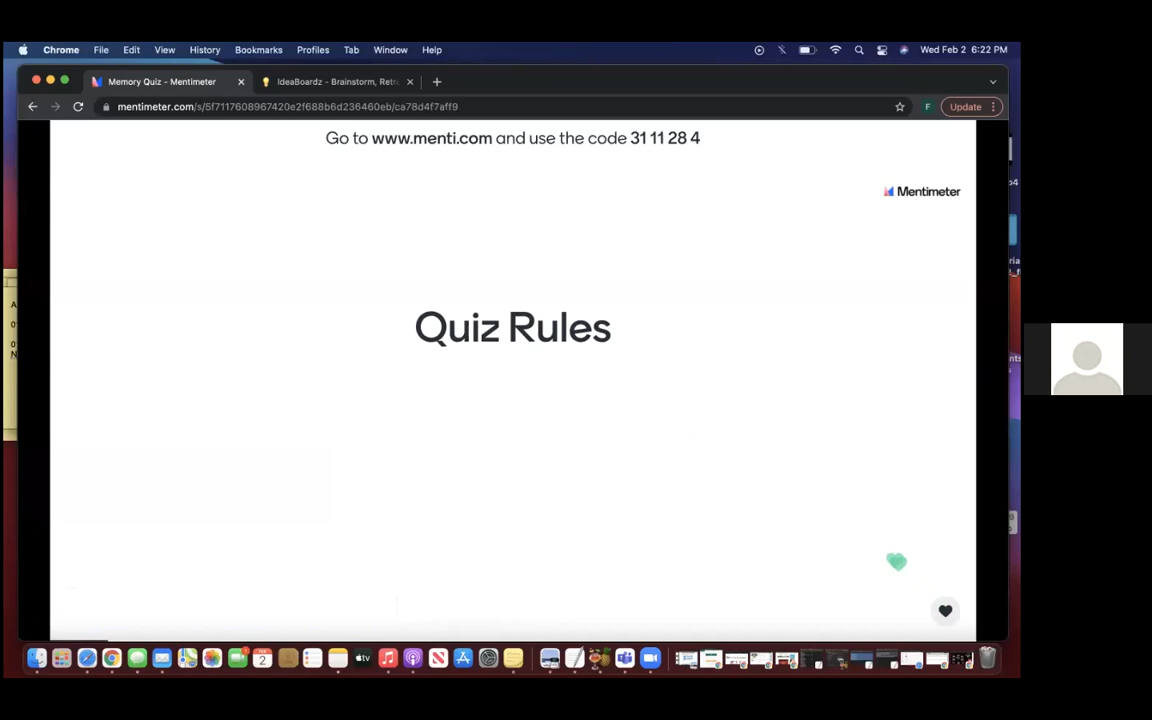 Chrome File Edit View History Bookmarks Profiles Tab Window Help Wed Feb 2 6:22 PM
Memory Quiz - Mentimeter IdeaBoardz - Brainstorm, Retro
mentimeter.com/s/5f7117608967420e2f688b6d236460eb/ca78d4f7aff9 F Update
Go to www.menti.com and use the code 31 11 28 4
Mentimeter
Quiz Rules